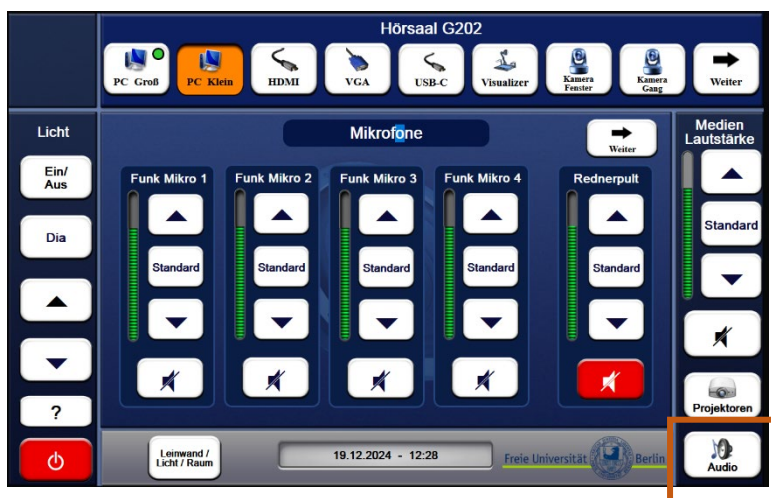 Hörsaal G202
PC Groß
PC Klein
HDMI
VGA
USB-C
Visualizer
Kamera
Fenster
Kamera
Gang
Weiter
Licht
Ein/
Aus
Dia
?
Mikrofone
Weiter
Funk Mikro 1
Funk Mikro 2
Funk Mikro 3
Funk Mikro 4
Rednerpult
Standard
Standard
Standard
Standard
Standard
Medien
Lautstärke
Standard
Projektoren
Audio
Leinwand /
Licht / Raum
19.12.2024 - 12:28
Freie Universität Berlin